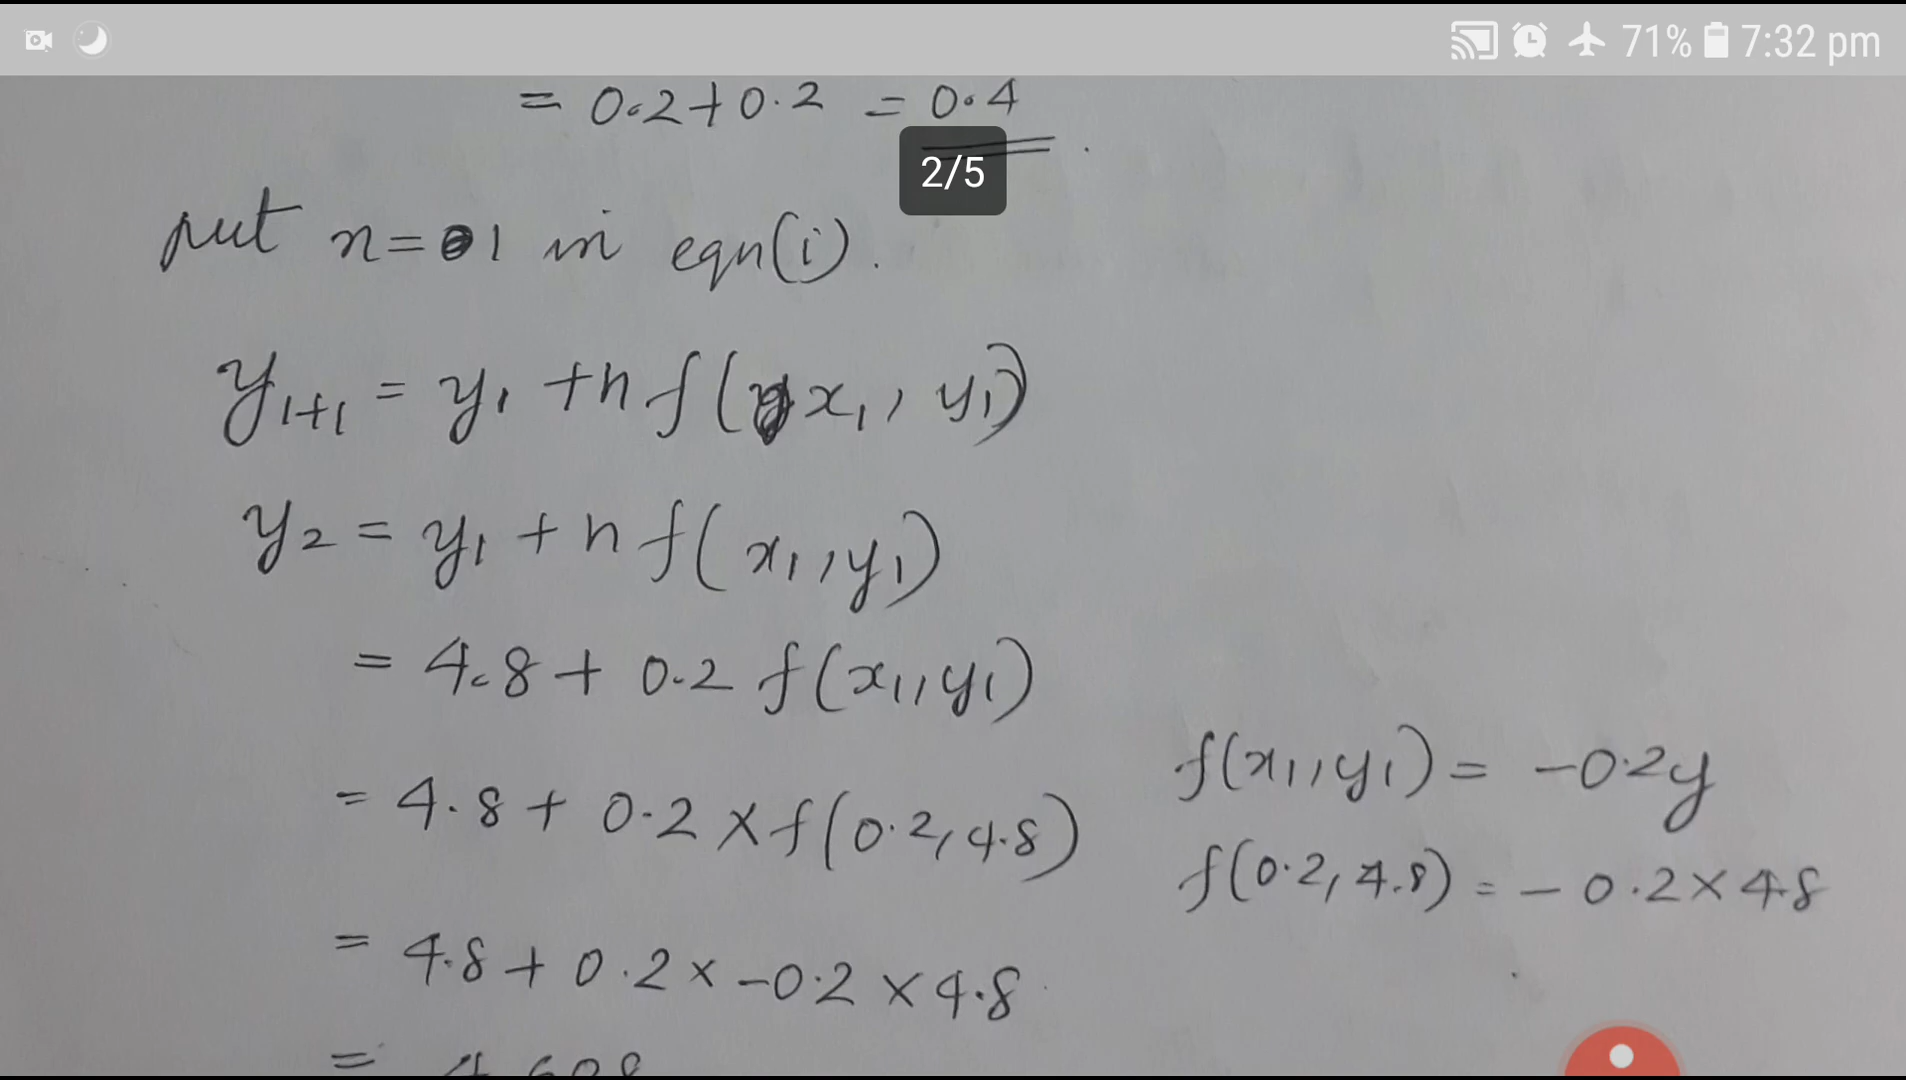 71% 7:32 pm
= 0.2+0.2 = 0.4
2/5
put n=1 in eqn(i).
y1+1 = y1 + h f(x1, y1)
y2 = y1 + h f(x1, y1)
= 4.8 + 0.2 f(x1, y1)
f(x1, y1) = -0.2y
= 4.8 + 0.2 × f(0.2, 4.8)
f(0.2, 4.8) = - 0.2 × 4.8
= 4.8 + 0.2 × -0.2 × 4.8
= 4.608